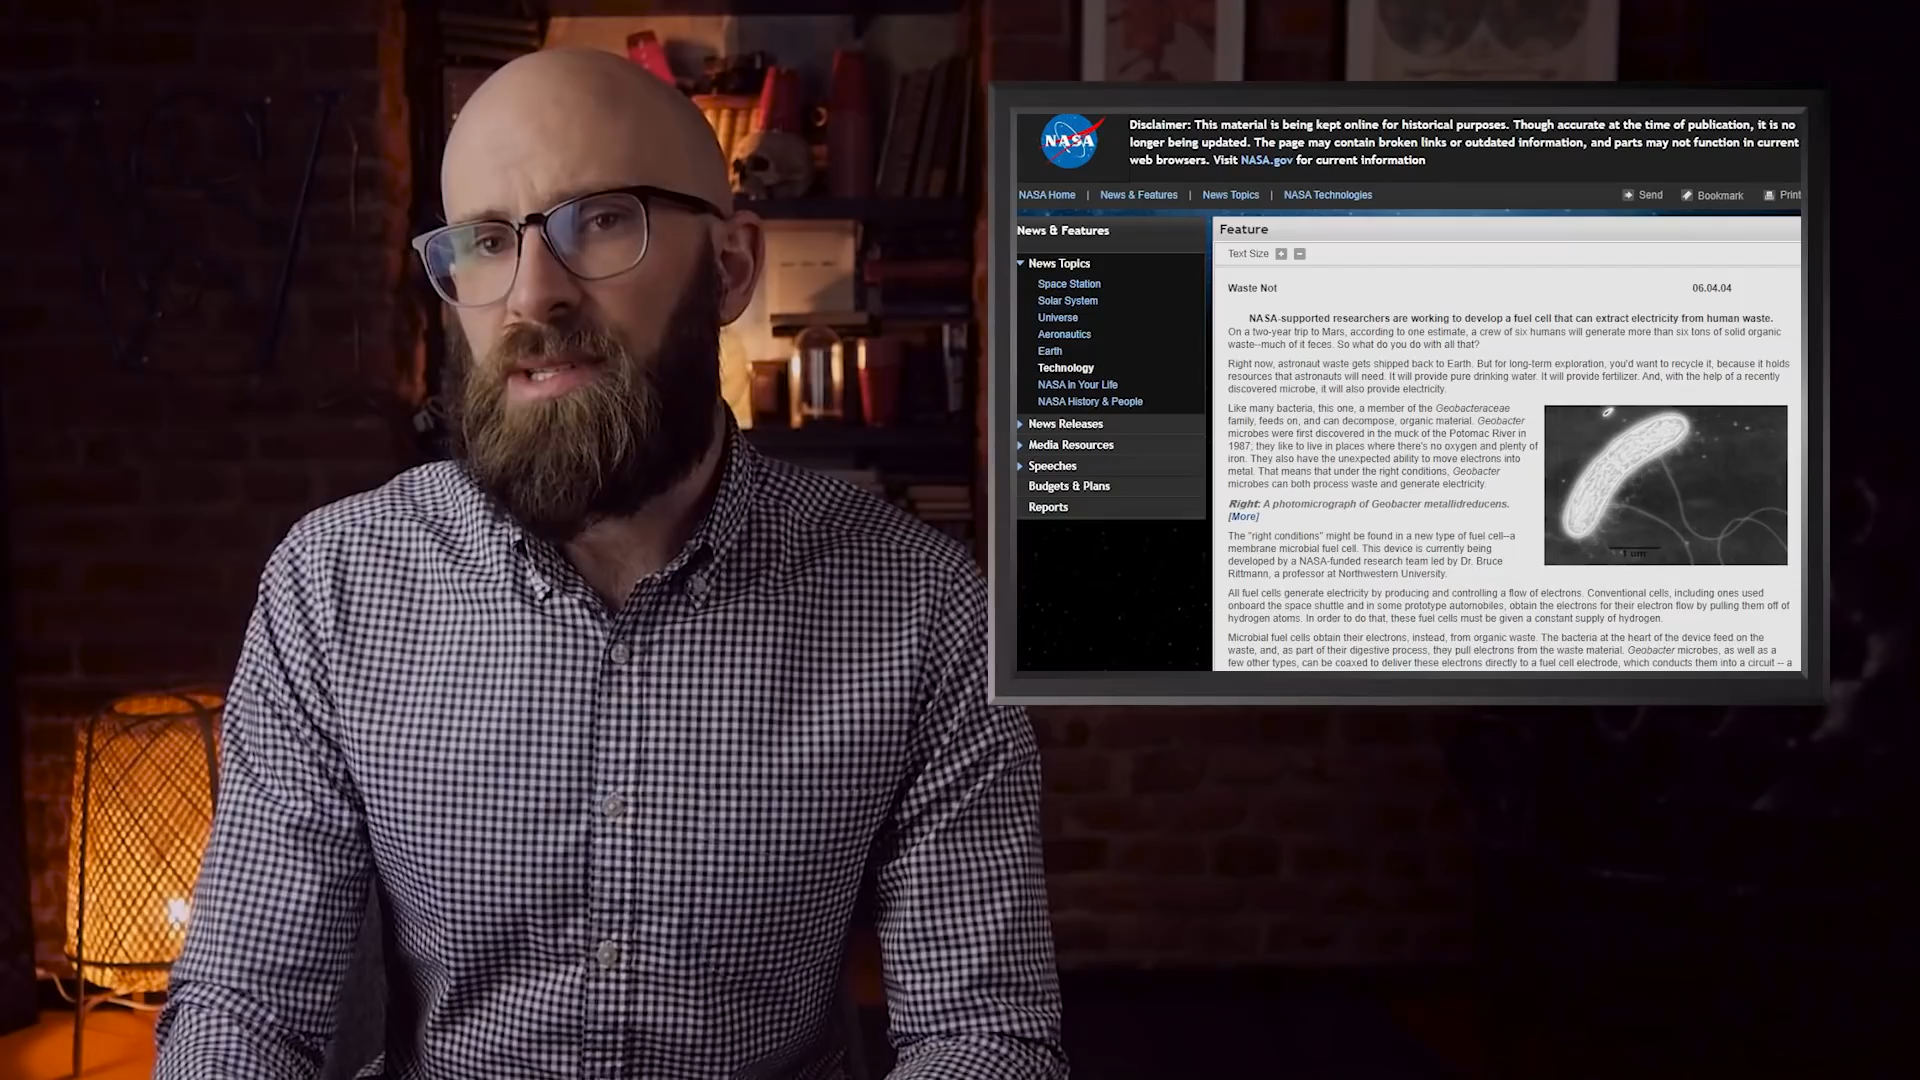 NASA
Disclaimer: This material is being kept online for historical purposes. Though accurate at the time of publication, it is no
longer being updated. The page may contain broken links or outdated information, and parts may not function in current
web browsers. Visit NASA.gov for current information
NASA Home | News & Features | News Topics | NASA Technologies
Send Bookmark Print
News & Features
News Topics
Space Station
Solar System
Universe
Aeronautics
Earth
Technology
NASA in Your Life
NASA History & People
News Releases
Media Resources
Speeches
Budgets & Plans
Reports
Feature
Text Size
Waste Not 06.04.04
NASA-supported researchers are working to develop a fuel cell that can extract electricity from human waste.
On a two-year trip to Mars, according to one estimate, a crew of six humans will generate more than six tons of solid organic
waste--much of it feces. So what do you do with all that?
Right now, astronaut waste gets shipped back to Earth. But for long-term exploration, you'd want to recycle it, because it holds
resources that astronauts will need. It will provide pure drinking water. It will provide fertilizer. And, with the help of a recently
discovered microbe, it will also provide electricity.
Like many bacteria, this one, a member of the Geobacteraceae
family, feeds on, and can decompose, organic material. Geobacter
microbes were first discovered in the muck of the Potomac River in
1987; they like to live in places where there's no oxygen and plenty of
iron. They also have the unexpected ability to move electrons into
metal. That means that under the right conditions, Geobacter
microbes can both process waste and generate electricity.
Right: A photomicrograph of Geobacter metallidreducens.
[More]
1 um
The "right conditions" might be found in a new type of fuel cell--a
membrane microbial fuel cell. This device is currently being
developed by a NASA-funded research team led by Dr. Bruce
Rittmann, a professor at Northwestern University.
All fuel cells generate electricity by producing and controlling a flow of electrons. Conventional cells, including ones used
onboard the space shuttle and in some prototype automobiles, obtain the electrons for their electron flow by pulling them off of
hydrogen atoms. In order to do that, these fuel cells must be given a constant supply of hydrogen.
Microbial fuel cells obtain their electrons, instead, from organic waste. The bacteria at the heart of the device feed on the
waste, and, as part of their digestive process, they pull electrons from the waste material. Geobacter microbes, as well as a
few other types, can be coaxed to deliver these electrons directly to a fuel cell electrode, which conducts them into a circuit -- a